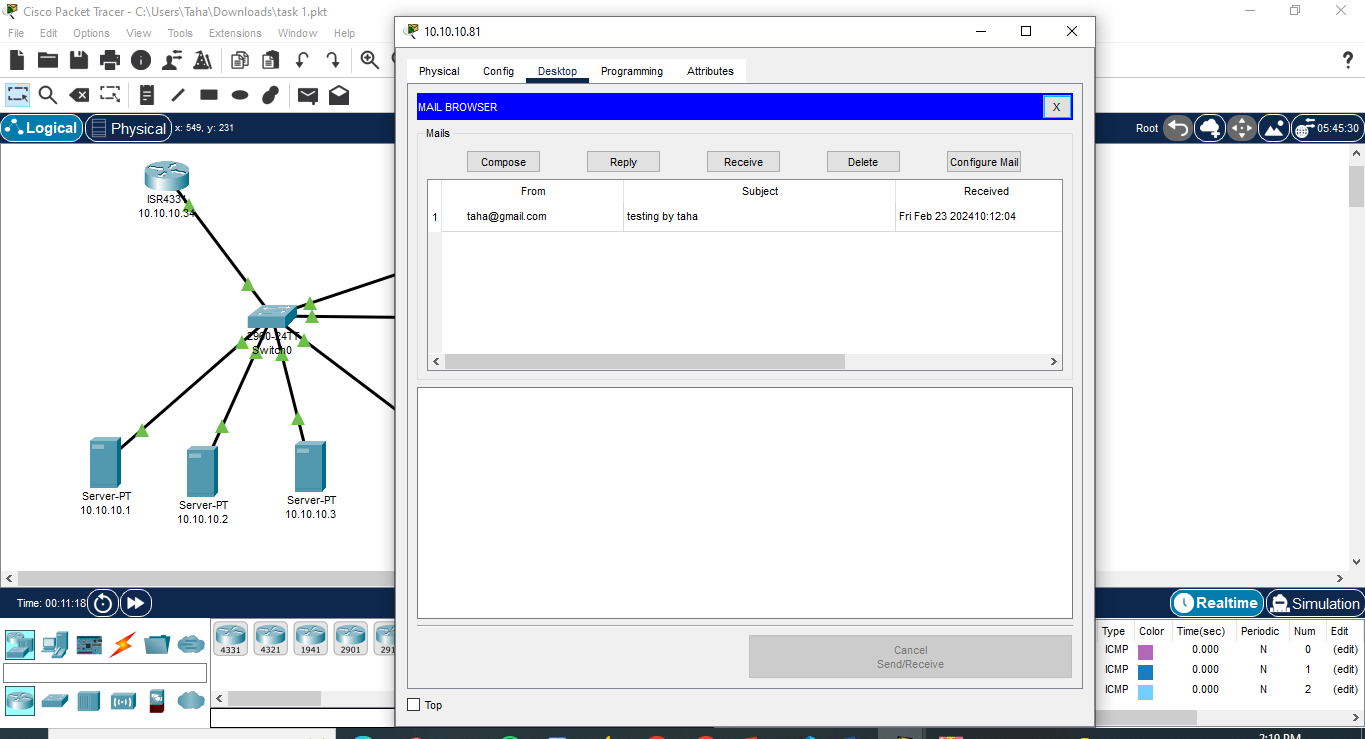 Cisco Packet Tracer - C:\Users\Taha\Downloads\task 1.pkt
File Edit Options View Tools Extensions Window Help
?
Logical Physical x: 549, y: 231
Root 05:45:30
ISR4331
10.10.10.34
2960-24TT
Switch0
Server-PT
10.10.10.1
Server-PT
10.10.10.2
Server-PT
10.10.10.3
10.10.10.81
Physical Config Desktop Programming Attributes
MAIL BROWSER X
Mails
Compose Reply Receive Delete Configure Mail
From Subject Received
1 taha@gmail.com testing by taha Fri Feb 23 202410:12:04
Cancel
Send/Receive
Top
Time: 00:11:18
Realtime Simulation
4331 4321 1941 2901
Type Color Time(sec) Periodic Num Edit
ICMP 0.000 N 0 (edit)
ICMP 0.000 N 1 (edit)
ICMP 0.000 N 2 (edit)
2:19 PM